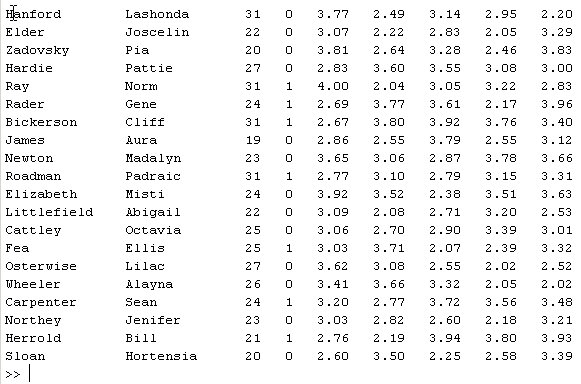 Hanford Lashonda 31 0 3.77 2.49 3.14 2.95 2.20
Elder Joscelin 22 0 3.07 2.22 2.83 2.05 3.29
Zadovsky Pia 20 0 3.81 2.64 3.28 2.46 3.83
Hardie Pattie 27 0 2.83 3.60 3.55 3.08 3.00
Ray Norm 31 1 4.00 2.04 3.05 3.22 2.83
Rader Gene 24 1 2.69 3.77 3.61 2.17 3.96
Bickerson Cliff 31 1 2.67 3.80 3.92 3.76 3.40
James Aura 19 0 2.86 2.55 3.79 2.55 3.12
Newton Madalyn 23 0 3.65 3.06 2.87 3.78 3.66
Roadman Padraic 31 1 2.77 3.10 2.79 3.15 3.31
Elizabeth Misti 24 0 3.92 3.52 2.38 3.51 3.63
Littlefield Abigail 22 0 3.09 2.08 2.71 3.20 2.53
Cattley Octavia 25 0 3.06 2.70 2.90 3.39 3.01
Fea Ellis 25 1 3.03 3.71 2.07 2.39 3.32
Osterwise Lilac 27 0 3.62 3.08 2.55 2.02 2.52
Wheeler Alayna 26 0 3.41 3.66 3.32 2.05 2.02
Carpenter Sean 24 1 3.20 2.77 3.72 3.56 3.48
Northey Jenifer 23 0 3.03 2.82 2.60 2.18 3.21
Herrold Bill 21 1 2.76 2.19 3.94 3.80 3.93
Sloan Hortensia 20 0 2.60 3.50 2.25 2.58 3.39
>>